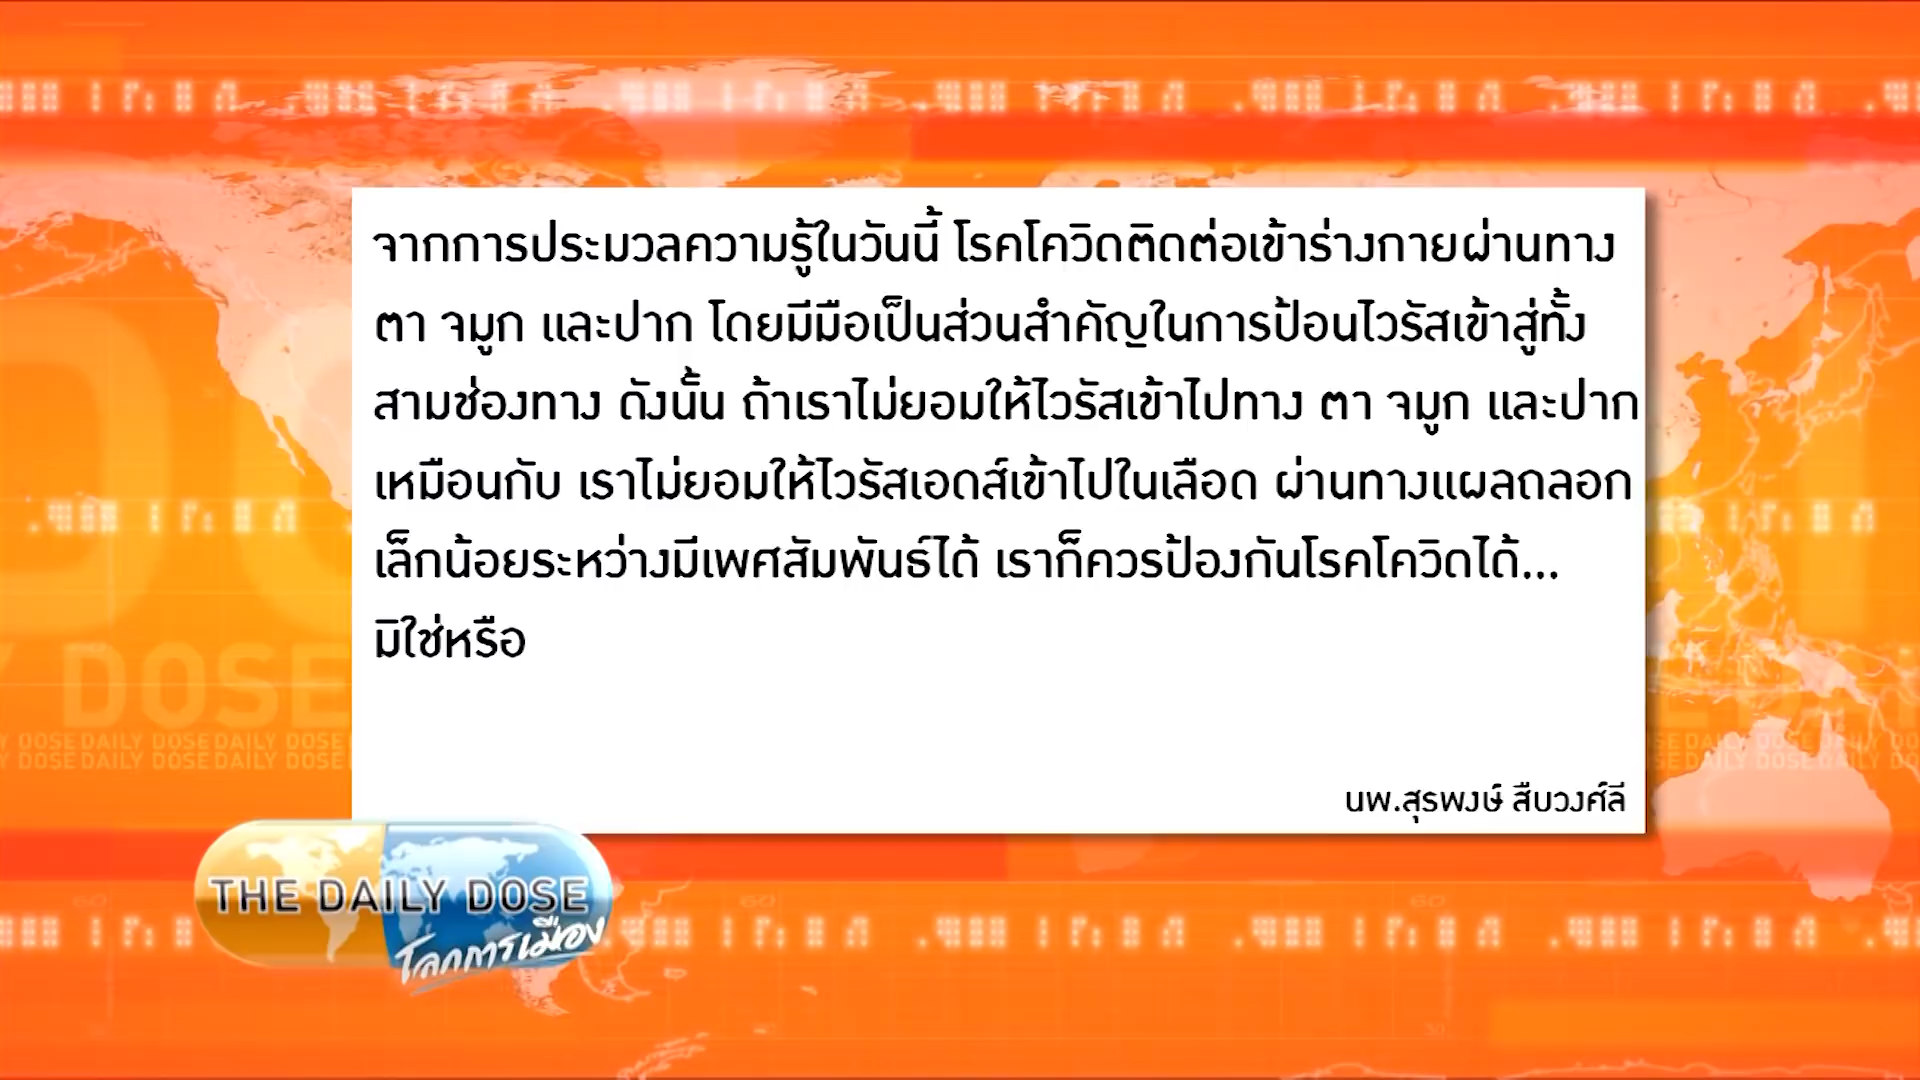 จากการประมวลความรู้ในวันนี้ โรคโควิดติดต่อเข้าร่างกายผ่านทาง
ตา จมูก และปาก โดยมีมือเป็นส่วนสำคัญในการป้อนไวรัสเข้าสู่ทั้ง
สามช่องทาง ดังนั้น ถ้าเราไม่ยอมให้ไวรัสเข้าไปทาง ตา จมูก และปาก
เหมือนกับ เราไม่ยอมให้ไวรัสเอดส์เข้าไปในเลือด ผ่านทางแผลถลอก
เล็กน้อยระหว่างมีเพศสัมพันธ์ได้ เราก็ควรป้องกันโรคโควิดได้...
มิใช่หรือ
นพ.สุรพงษ์ สืบวงศ์ลี
THE DAILY DOSE
โลกการเมือง
DOSE
DOSE DAILY DOSE DAILY DOSE
DOSE DAILY DOSE DAILY DOSE